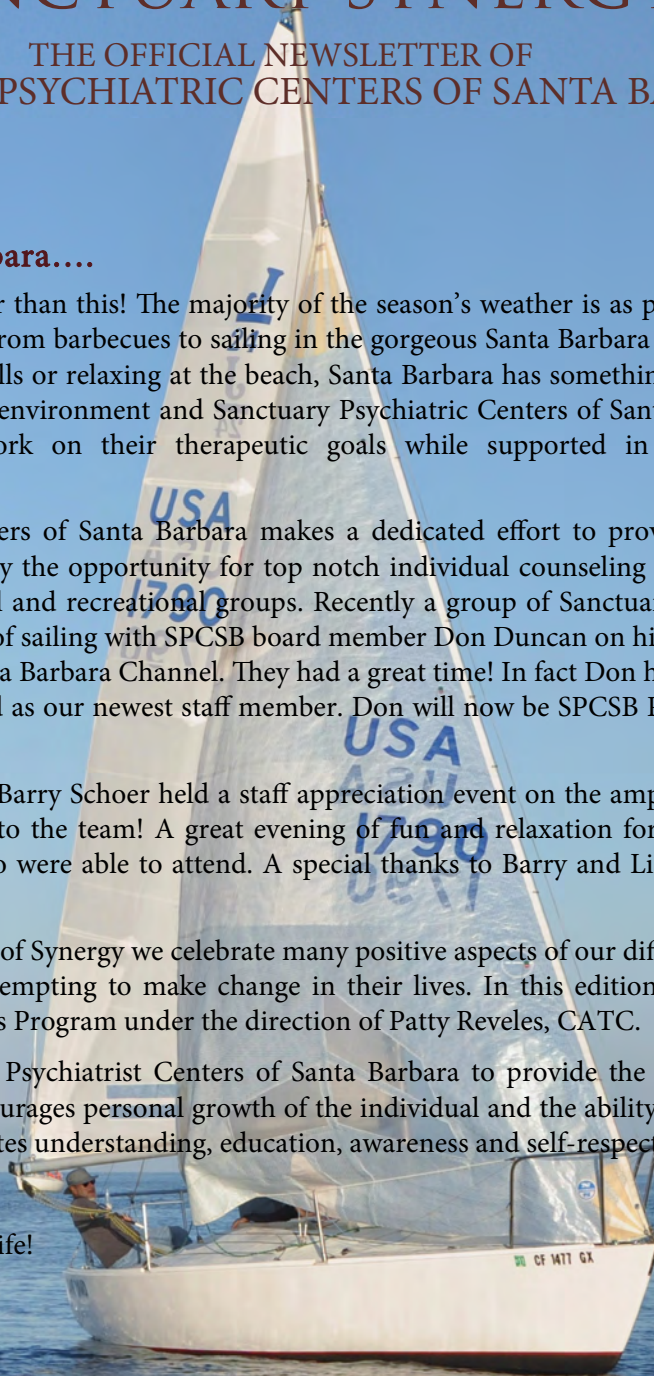 NCTUARY SYNERGY
THE OFFICIAL NEWSLETTER OF
PSYCHIATRIC CENTERS OF SANTA BA
bara….
r than this! The majority of the season’s weather is as p
from barbecues to sailing in the gorgeous Santa Barbara
lls or relaxing at the beach, Santa Barbara has somethin
environment and Sanctuary Psychiatric Centers of San
ork on their therapeutic goals while supported in
ers of Santa Barbara makes a dedicated effort to prov
y the opportunity for top notch individual counseling
l and recreational groups. Recently a group of Sanctua
of sailing with SPCSB board member Don Duncan on hi
a Barbara Channel. They had a great time! In fact Don h
d as our newest staff member. Don will now be SPCSB
Barry Schoer held a staff appreciation event on the amp
to the team! A great evening of fun and relaxation for
o were able to attend. A special thanks to Barry and Li
of Synergy we celebrate many positive aspects of our dif
empting to make change in their lives. In this edition
s Program under the direction of Patty Reveles, CATC.
Psychiatrist Centers of Santa Barbara to provide the
urages personal growth of the individual and the ability
tes understanding, education, awareness and self-respect
ife!
USA
1790
USA
1790
CF 1477 GX